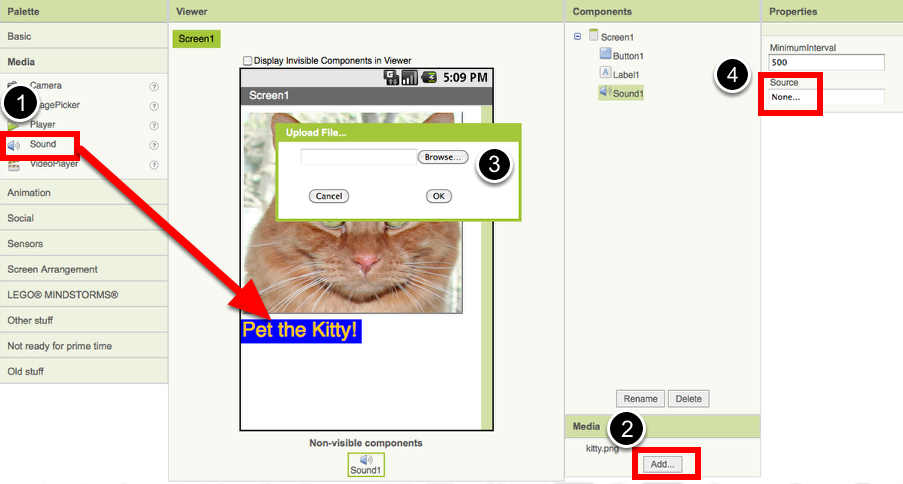 Palette
Basic
Media
Camera
agePicker
Player
Sound
VideoPlayer
Animation
Social
Sensors
Screen Arrangement
LEGO® MINDSTORMS®
Other stuff
Not ready for prime time
Old stuff
1
Viewer
Screen1
Display Invisible Components in Viewer
5:09 PM
Screen1
Upload File...
Browse...
3
Cancel
OK
Pet the Kitty!
Non-visible components
Sound1
Components
Screen1
Button1
Label1
Sound1
Rename
Delete
Media
2
kitty.png
Add...
Properties
MinimumInterval
500
4
Source
None...